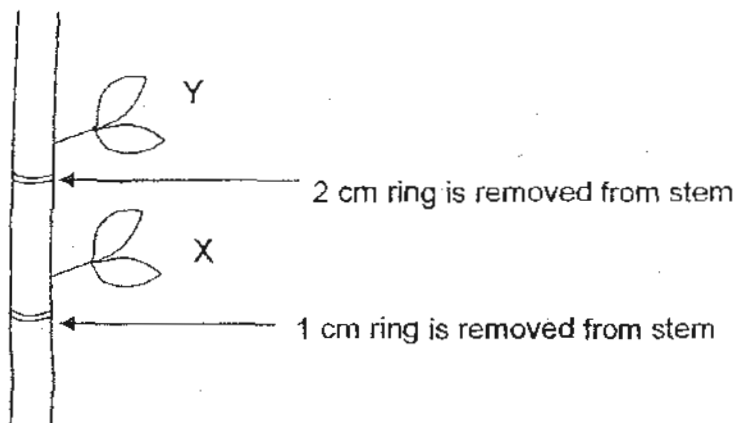 Y
2 cm ring is removed from stem
X
1 cm ring is removed from stem